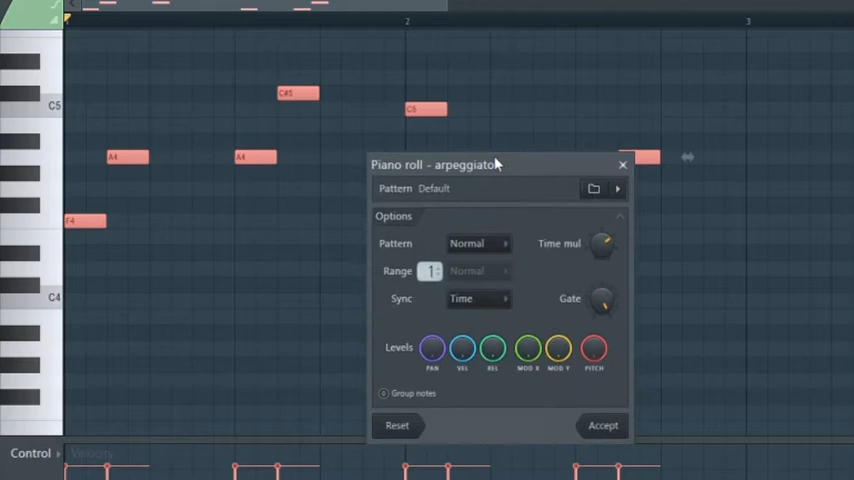 2
3
C5
C#5
C5
A4
A4
F4
C4
Piano roll - arpeggiator
Pattern Default
Options
Pattern Normal Time mul
Range 1 Normal
Sync Time Gate
Levels
PAN VEL REL MOD X MOD Y PITCH
Group notes
Reset Accept
Control Velocity